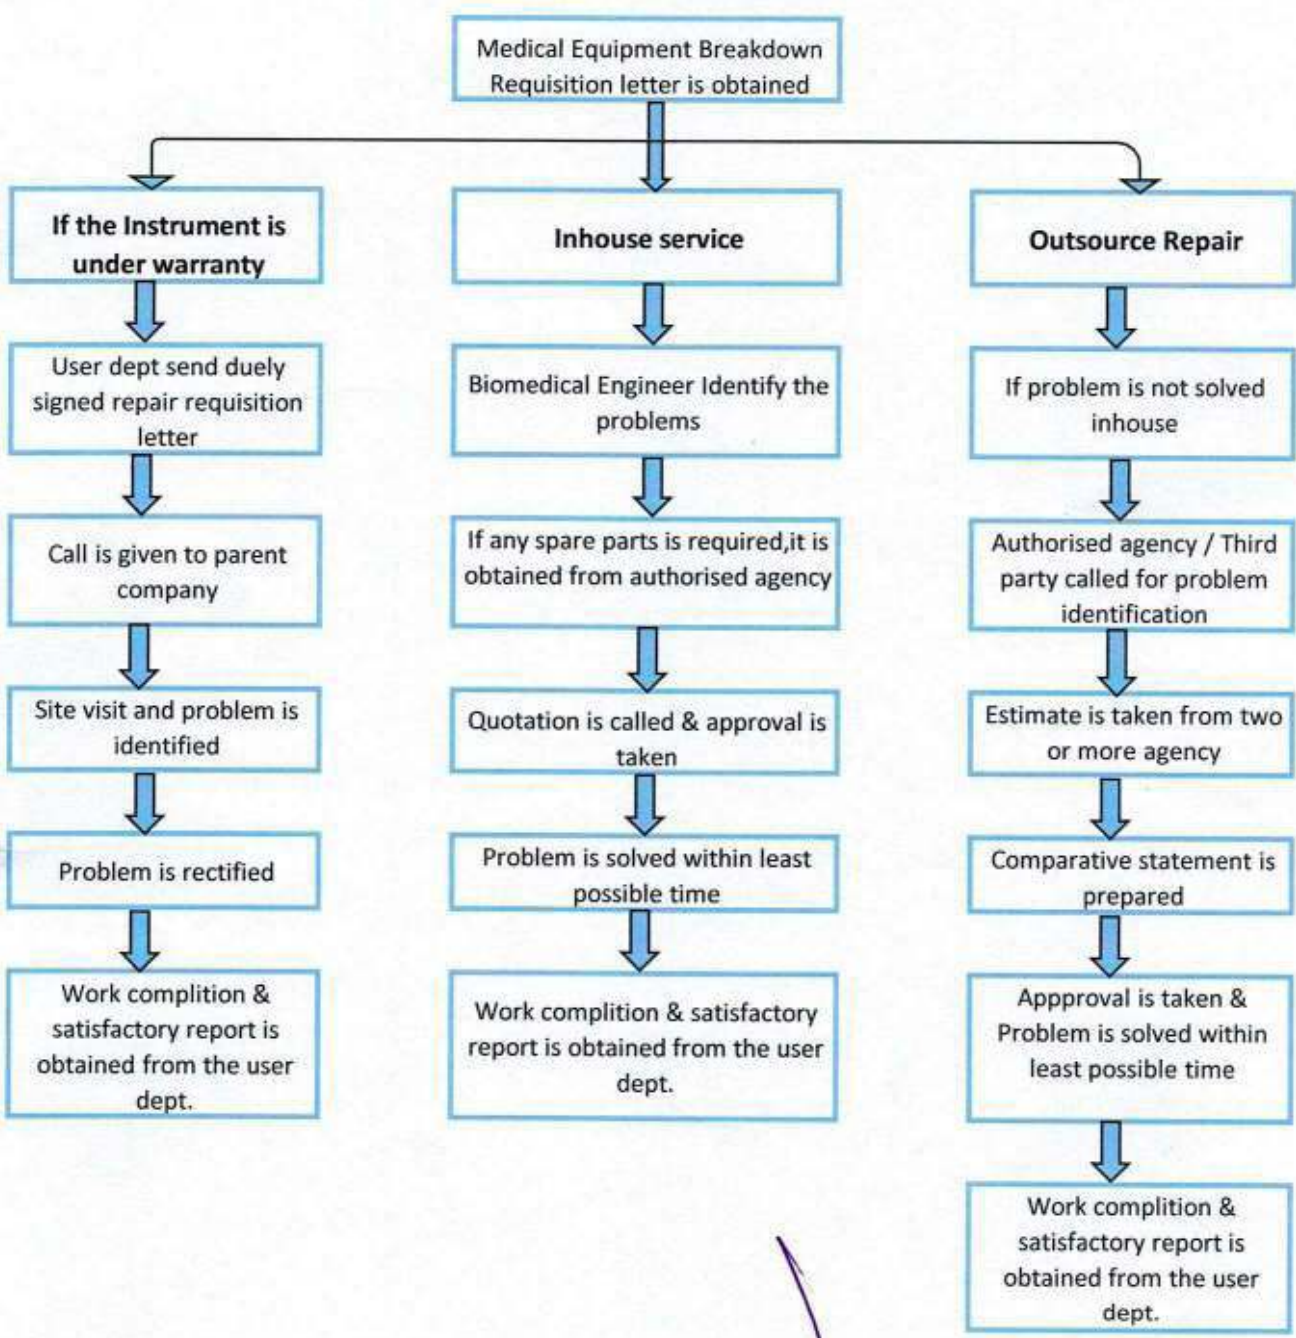 Medical Equipment Breakdown
Requisition letter is obtained
If the Instrument is
under warranty
User dept send duely
signed repair requisition
letter
Call is given to parent
company
Site visit and problem is
identified
Problem is rectified
Work complition &
satisfactory report is
obtained from the user
dept.
Inhouse service
Biomedical Engineer Identify the
problems
If any spare parts is required,it is
obtained from authorised agency
Quotation is called & approval is
taken
Problem is solved within least
possible time
Work complition & satisfactory
report is obtained from the user
dept.
Outsource Repair
If problem is not solved
inhouse
Authorised agency / Third
party called for problem
identification
Estimate is taken from two
or more agency
Comparative statement is
prepared
Appproval is taken &
Problem is solved within
least possible time
Work complition &
satisfactory report is
obtained from the user
dept.